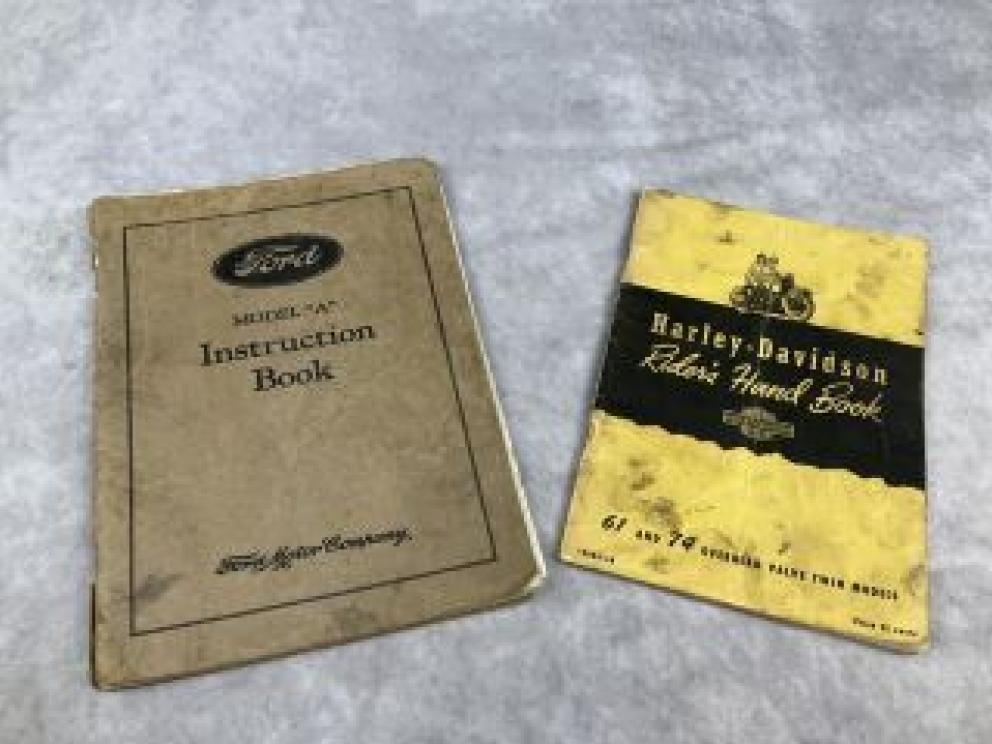 Ford
MODEL "A"
Instruction
Book
Ford Motor Company,
Harley-Davidson
Rider's Hand Book
61 AND 74 OVERHEAD VALVE TWIN MODELS